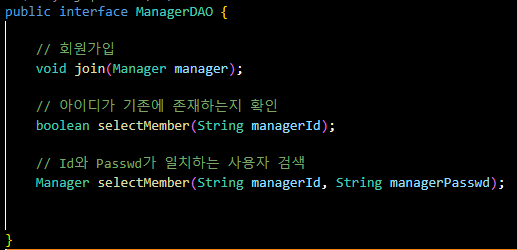 public interface ManagerDAO {
// 회원가입
void join(Manager manager);
// 아이디가 기존에 존재하는지 확인
boolean selectMember(String managerId);
// Id와 Passwd가 일치하는 사용자 검색
Manager selectMember(String managerId, String managerPasswd);
}